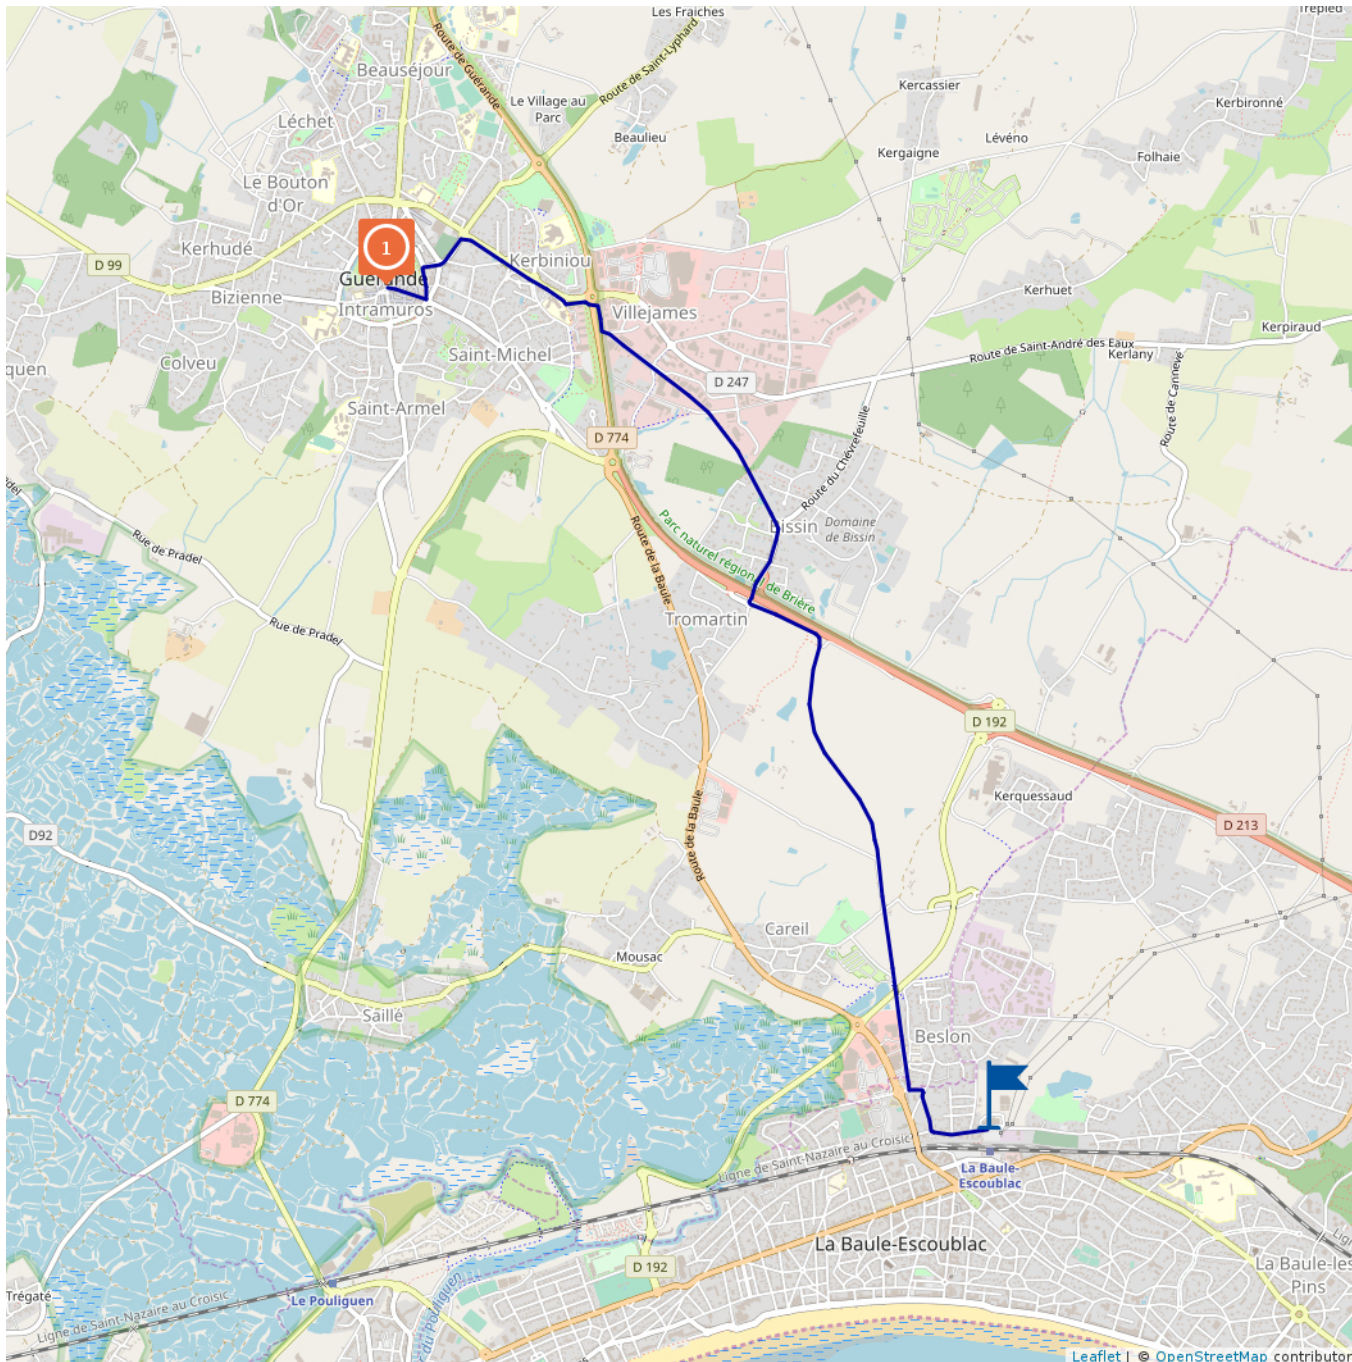 Les Fraiches
Trépied
Route de Guérande
Route de Saint-Lyphard
Beauséjour
Kercassier
Le Village au
Parc
Kerbironné
Léchet
Beaulieu
Lévéno
Kergaigne
Folhaie
Le Bouton
d'Or
Kerhudé
1
D 99
Kerbiniou
Guérande
Kerhuet
Bizienne
Intramuros
Villejames
Kerpiraud
Route de Saint-André des Eaux
Kerlany
Saint-Michel
Colveu
quen
D 247
Route de Cannevé
Saint-Armel
D 774
Route du Chèvrefeuille
Parc naturel régional de Brière
Bissin
Domaine
de Bissin
Rue de Pradel
Route de la Baule
Tromartin
Rue de Pradel
D 192
Kerquessaud
D92
D 213
Route de la Baule
Careil
Mousac
Saillé
Beslon
D 774
Ligne de Saint-Nazaire au Croisic
La Baule-
Escoublac
La Baule-Escoublac
D 192
La Baule-les
Pins
Trégaté
Le Pouliguen
du Pouliguen
Ligne de Saint-Nazaire au Croisic
Leaflet | © OpenStreetMap contributor